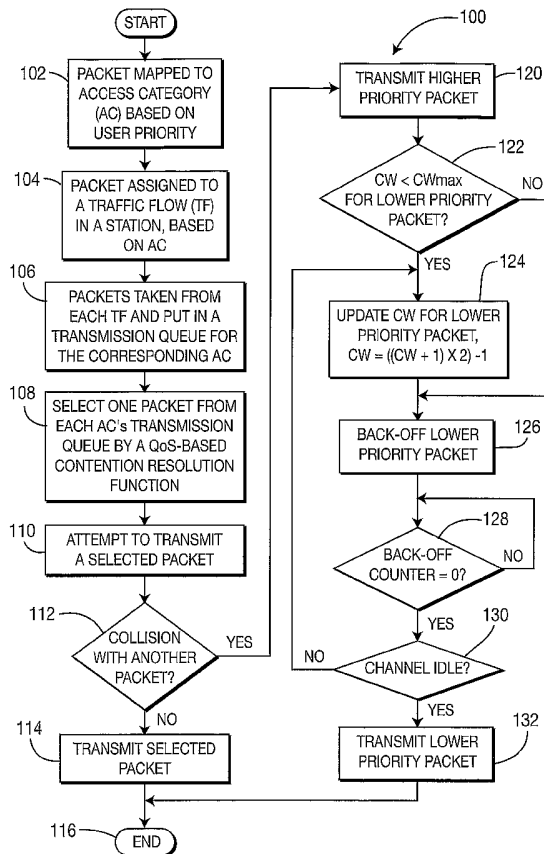 START
102
PACKET MAPPED TO
ACCESS CATEGORY
(AC) BASED ON
USER PRIORITY
104
PACKET ASSIGNED TO
A TRAFFIC FLOW (TF)
IN A STATION, BASED
ON AC
106
PACKETS TAKEN FROM
EACH TF AND PUT IN A
TRANSMISSION QUEUE FOR
THE CORRESPONDING AC
108
SELECT ONE PACKET FROM
EACH AC's TRANSMISSION
QUEUE BY A QoS-BASED
CONTENTION RESOLUTION
FUNCTION
110
ATTEMPT TO TRANSMIT
A SELECTED PACKET
112
COLLISION
WITH ANOTHER
PACKET?
YES
NO
114
TRANSMIT SELECTED
PACKET
116
END
100
TRANSMIT HIGHER
PRIORITY PACKET
120
122
CW < CWmax
FOR LOWER PRIORITY
PACKET?
NO
YES
124
UPDATE CW FOR LOWER
PRIORITY PACKET,
CW = ((CW + 1) X 2) -1
BACK-OFF LOWER
PRIORITY PACKET
126
128
BACK-OFF
COUNTER = 0?
NO
YES
130
NO
CHANNEL IDLE?
YES
132
TRANSMIT LOWER
PRIORITY PACKET